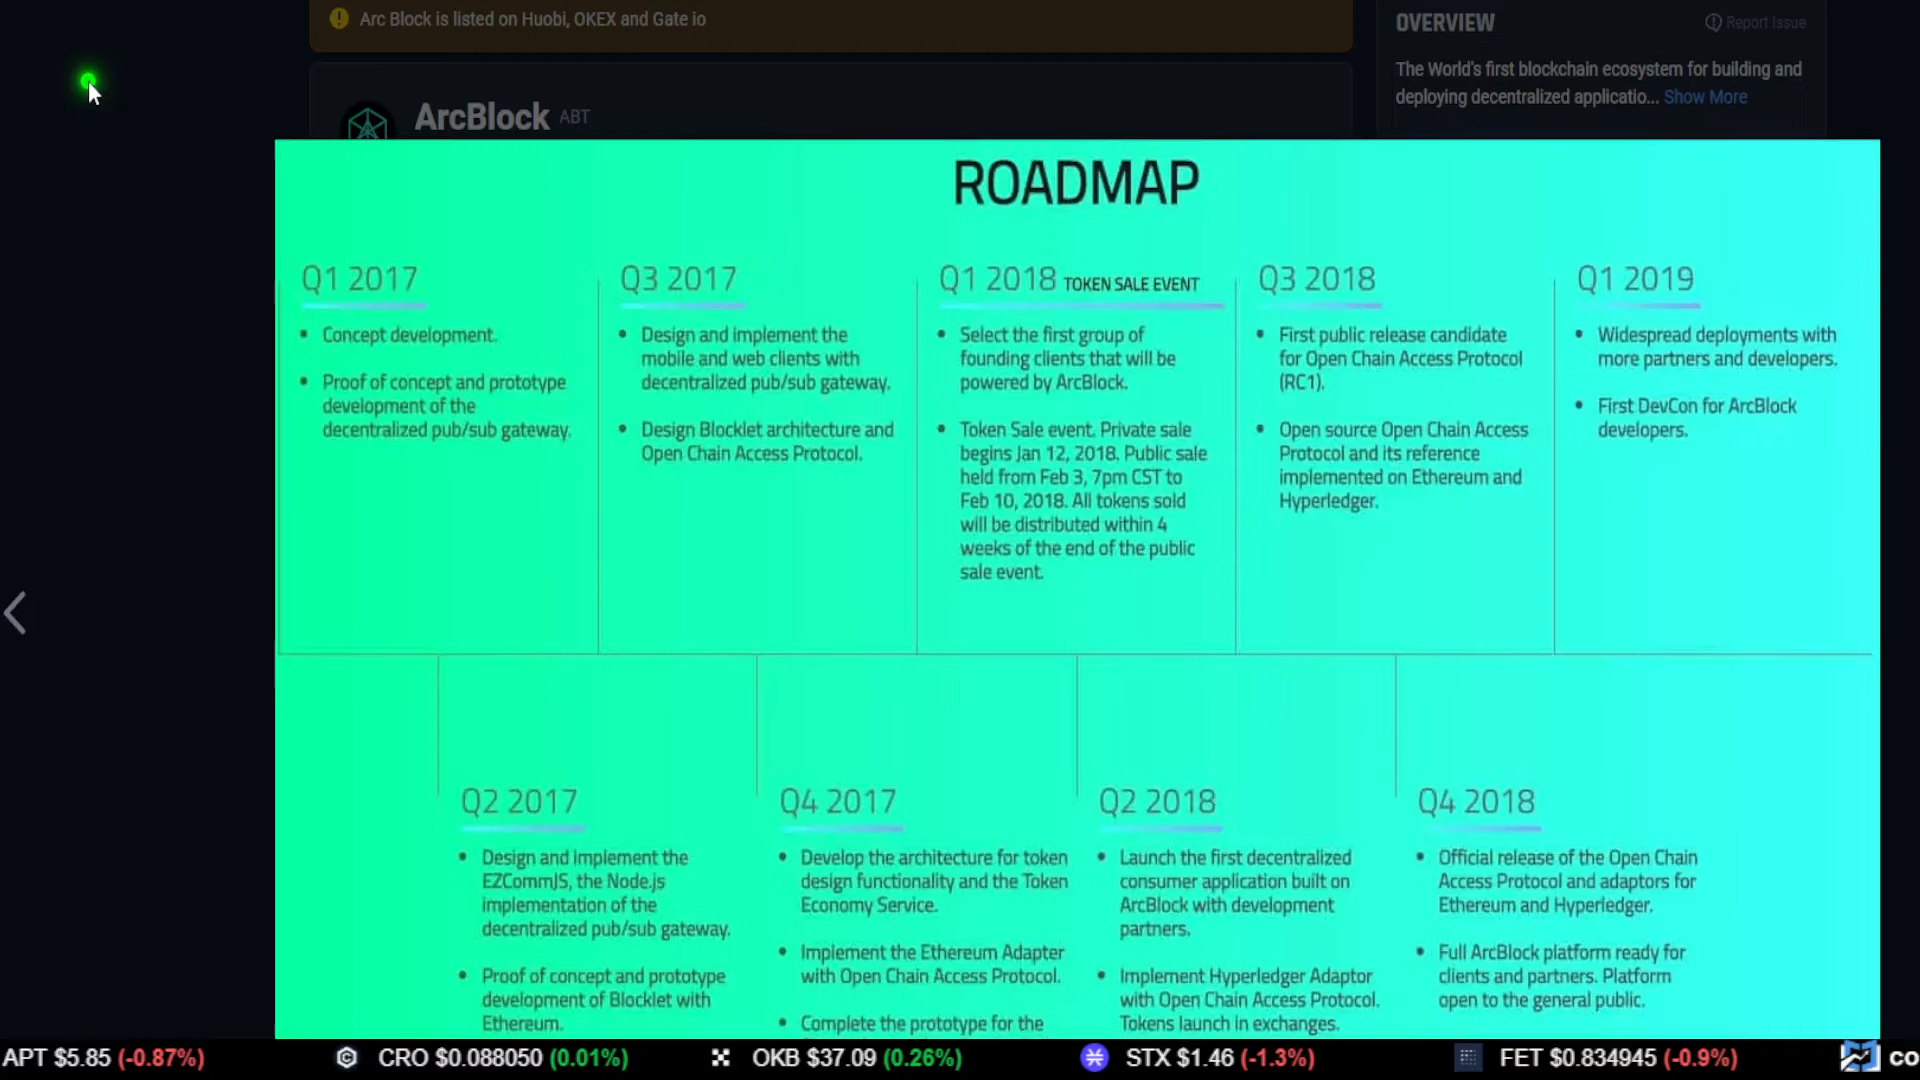 Arc Block is listed on Huobi, OKEX and Gate io
OVERVIEW
Report Issue
The World's first blockchain ecosystem for building and
deploying decentralized applicatio... Show More
ArcBlock ABT
ROADMAP
Q1 2017
Concept development.
Proof of concept and prototype
development of the
decentralized pub/sub gateway.
Q3 2017
Design and implement the
mobile and web clients with
decentralized pub/sub gateway.
Design Blocklet architecture and
Open Chain Access Protocol.
Q1 2018 TOKEN SALE EVENT
Select the first group of
founding clients that will be
powered by ArcBlock.
Token Sale event. Private sale
begins Jan 12, 2018. Public sale
held from Feb 3, 7pm CST to
Feb 10, 2018. All tokens sold
will be distributed within 4
weeks of the end of the public
sale event.
Q3 2018
First public release candidate
for Open Chain Access Protocol
(RC1).
Open source Open Chain Access
Protocol and its reference
implemented on Ethereum and
Hyperledger.
Q1 2019
Widespread deployments with
more partners and developers.
First DevCon for ArcBlock
developers.
Q2 2017
Design and implement the
EZCommJS, the Node.js
implementation of the
decentralized pub/sub gateway.
Proof of concept and prototype
development of Blocklet with
Ethereum.
Q4 2017
Develop the architecture for token
design functionality and the Token
Economy Service.
Implement the Ethereum Adapter
with Open Chain Access Protocol.
Complete the prototype for the
Q2 2018
Launch the first decentralized
consumer application built on
ArcBlock with development
partners.
Implement Hyperledger Adaptor
with Open Chain Access Protocol.
Tokens launch in exchanges.
Q4 2018
Official release of the Open Chain
Access Protocol and adaptors for
Ethereum and Hyperledger.
Full ArcBlock platform ready for
clients and partners. Platform
open to the general public.
APT $5.85 (-0.87%) CRO $0.088050 (0.01%) OKB $37.09 (0.26%) STX $1.46 (-1.3%) FET $0.834945 (-0.9%) co